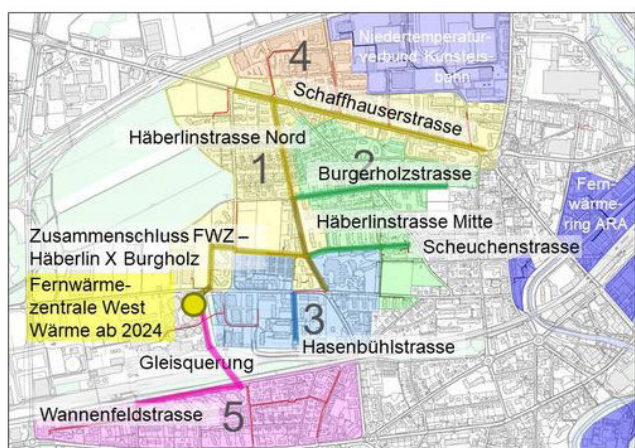 4
Niedertemperatur-
verbund Kunsteis-
bahn
Schaffhauserstrasse
Häberlinstrasse Nord
1
2
Burgerholzstrasse
Fern-
wärme-
ring ARA
Häberlinstrasse Mitte
Zusammenschluss FWZ –
Häberlin X Burgholz
Scheuchenstrasse
Fernwärme-
zentrale West
Wärme ab 2024
3
Hasenbühlstrasse
Gleisquerung
Wannenfeldstrasse
5